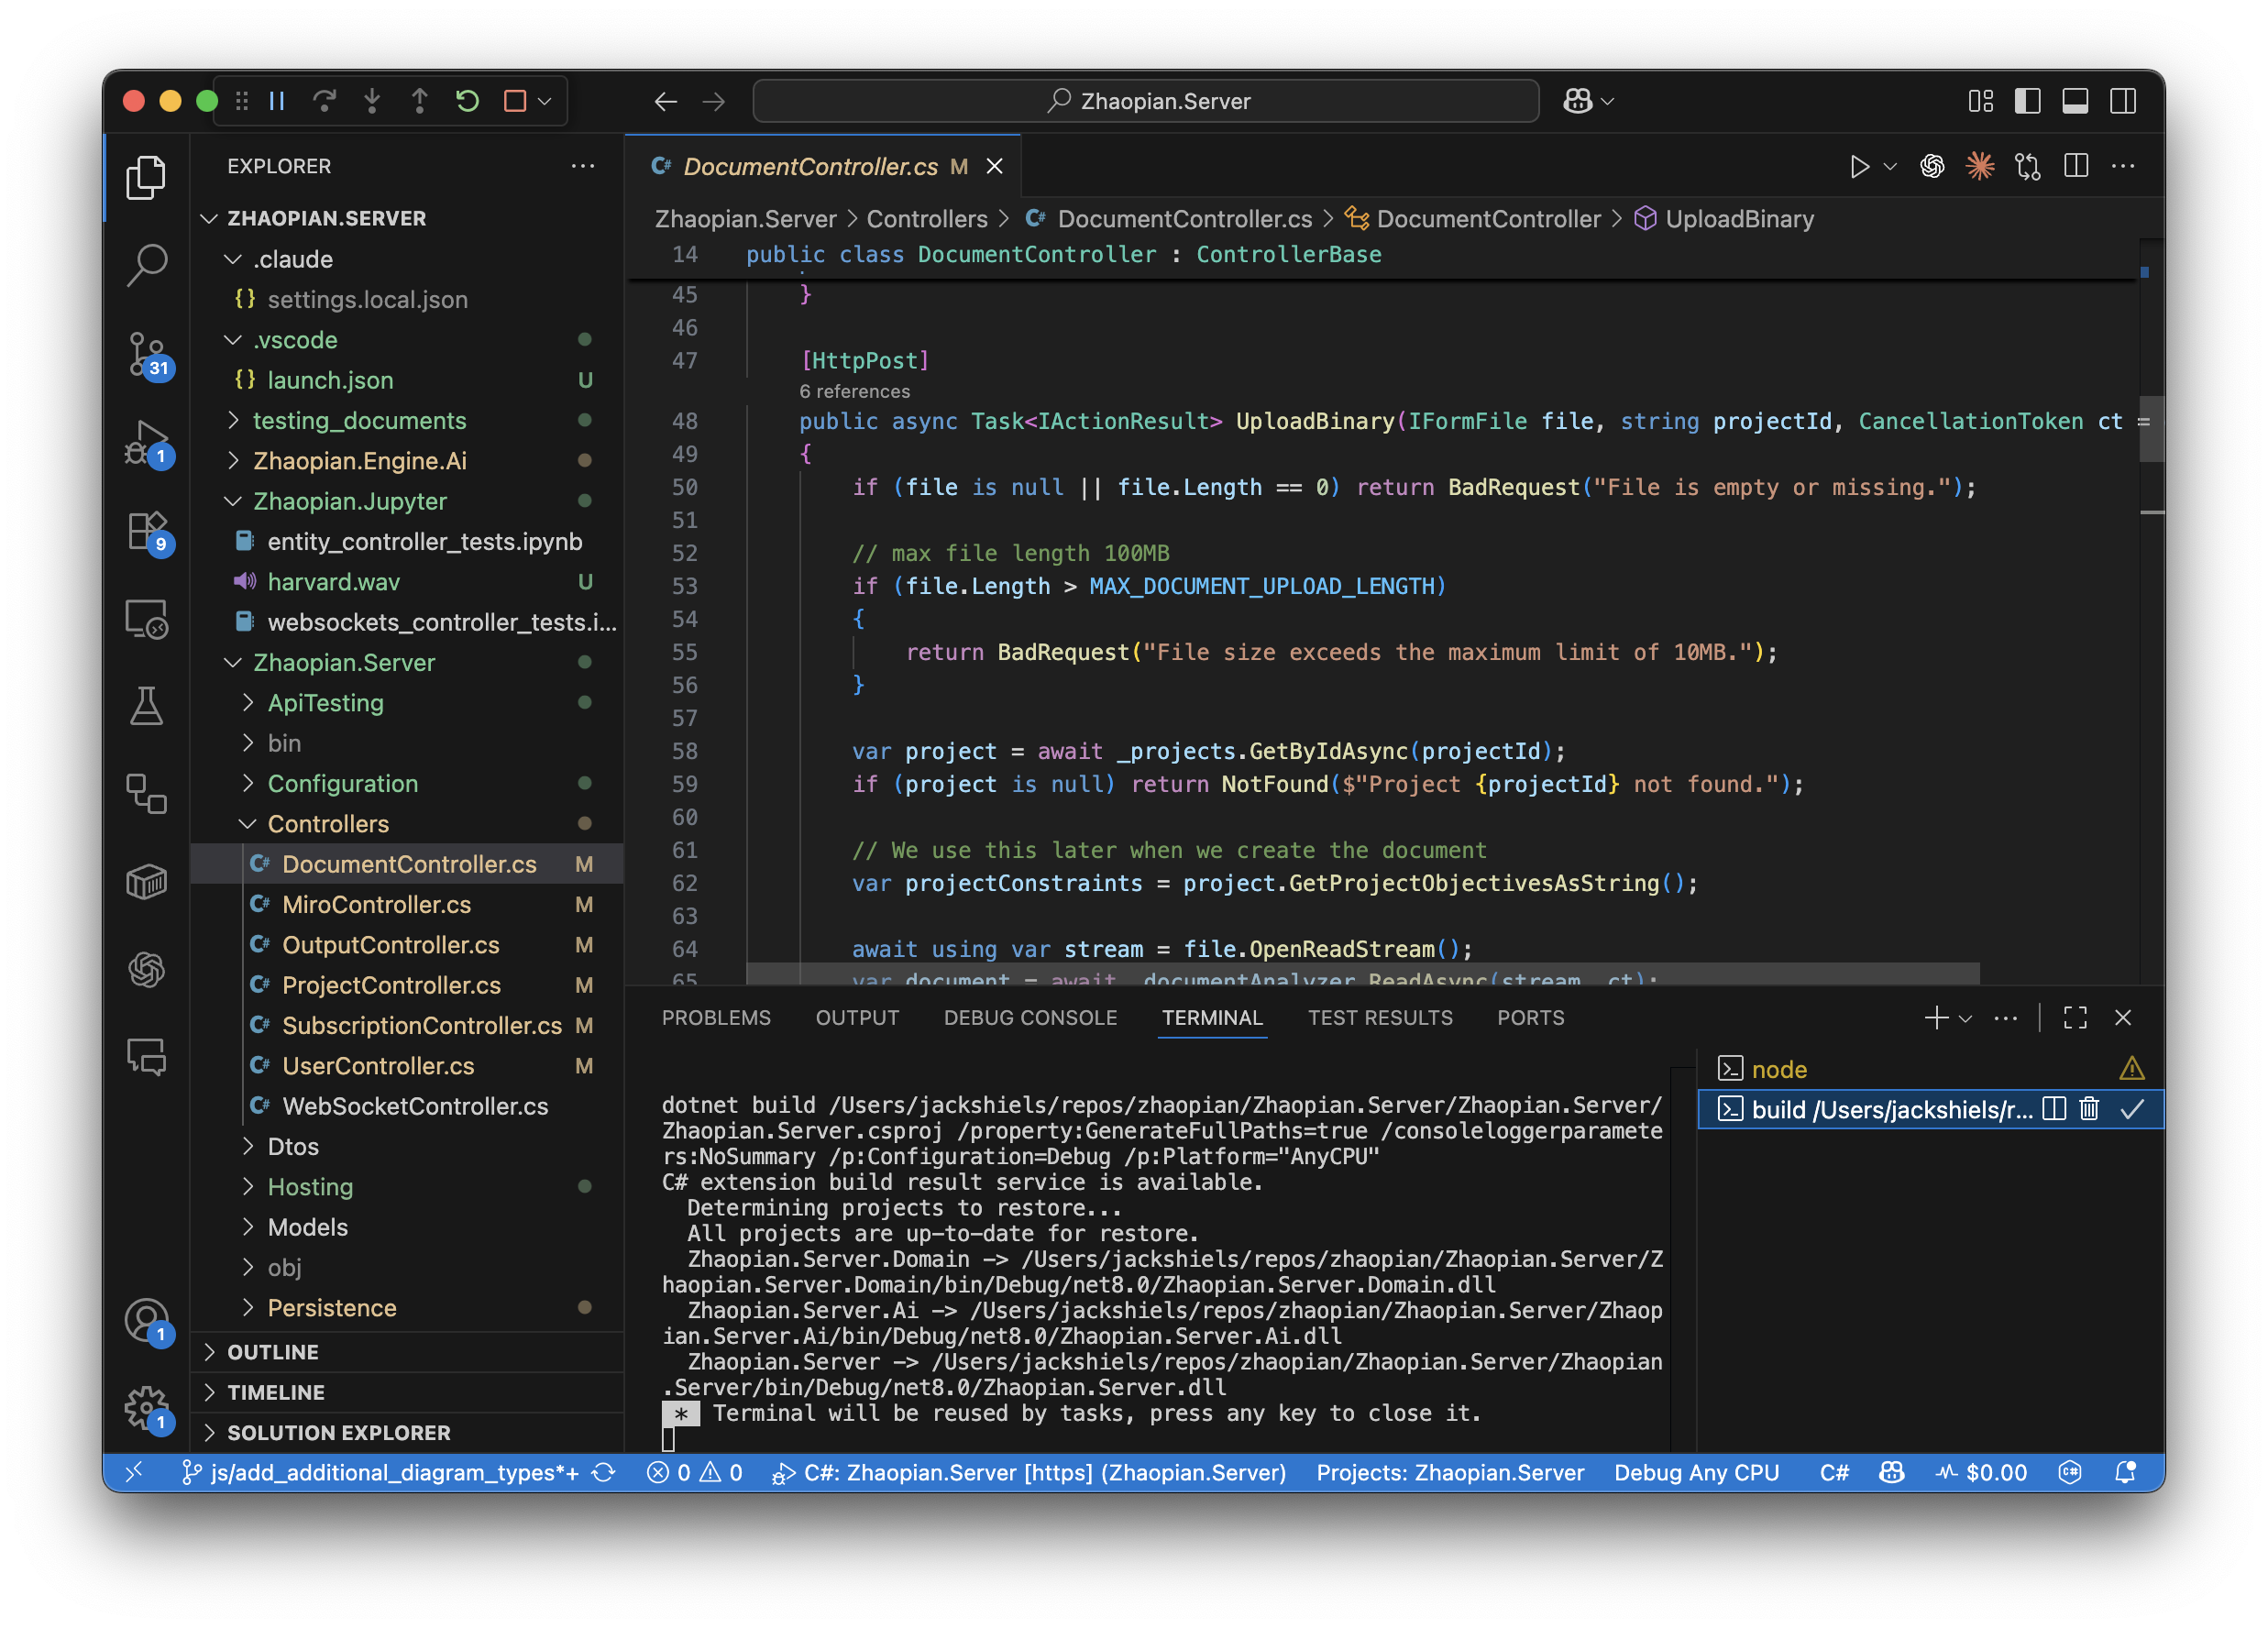 Zhaopian.Server
EXPLORER
ZHAOPIAN.SERVER
.claude
{} settings.local.json
.vscode
{} launch.json U
testing_documents
Zhaopian.Engine.Ai
Zhaopian.Jupyter
entity_controller_tests.ipynb
harvard.wav U
websockets_controller_tests.i...
Zhaopian.Server
ApiTesting
bin
Configuration
Controllers
C# DocumentController.cs M
C# MiroController.cs M
C# OutputController.cs M
C# ProjectController.cs M
C# SubscriptionController.cs M
C# UserController.cs M
C# WebSocketController.cs
Dtos
Hosting
Models
obj
Persistence
OUTLINE
TIMELINE
SOLUTION EXPLORER
31
1
9
1
1
C# DocumentController.cs M
Zhaopian.Server > Controllers > C# DocumentController.cs > DocumentController > UploadBinary
14 public class DocumentController : ControllerBase
45 }
46
47 [HttpPost]
6 references
48 public async Task<IActionResult> UploadBinary(IFormFile file, string projectId, CancellationToken ct =
49 {
50 if (file is null || file.Length == 0) return BadRequest("File is empty or missing.");
51
52 // max file length 100MB
53 if (file.Length > MAX_DOCUMENT_UPLOAD_LENGTH)
54 {
55 return BadRequest("File size exceeds the maximum limit of 10MB.");
56 }
57
58 var project = await _projects.GetByIdAsync(projectId);
59 if (project is null) return NotFound($"Project {projectId} not found.");
60
61 // We use this later when we create the document
62 var projectConstraints = project.GetProjectObjectivesAsString();
63
64 await using var stream = file.OpenReadStream();
65 var document = await _documentAnalyzer.ReadAsync(stream, ct);
PROBLEMS OUTPUT DEBUG CONSOLE TERMINAL TEST RESULTS PORTS
dotnet build /Users/jackshiels/repos/zhaopian/Zhaopian.Server/Zhaopian.Server/
Zhaopian.Server.csproj /property:GenerateFullPaths=true /consoleloggerparamete
rs:NoSummary /p:Configuration=Debug /p:Platform="AnyCPU"
C# extension build result service is available.
Determining projects to restore...
All projects are up-to-date for restore.
Zhaopian.Server.Domain -> /Users/jackshiels/repos/zhaopian/Zhaopian.Server/Z
haopian.Server.Domain/bin/Debug/net8.0/Zhaopian.Server.Domain.dll
Zhaopian.Server.Ai -> /Users/jackshiels/repos/zhaopian/Zhaopian.Server/Zhaop
ian.Server.Ai/bin/Debug/net8.0/Zhaopian.Server.Ai.dll
Zhaopian.Server -> /Users/jackshiels/repos/zhaopian/Zhaopian.Server/Zhaopian
.Server/bin/Debug/net8.0/Zhaopian.Server.dll
* Terminal will be reused by tasks, press any key to close it.
node
build /Users/jackshiels/r...
js/add_additional_diagram_types*+ 0 0 C#: Zhaopian.Server [https] (Zhaopian.Server) Projects: Zhaopian.Server Debug Any CPU C# $0.00